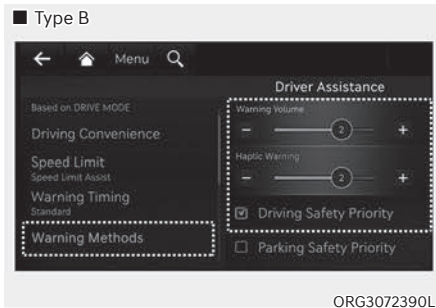 ■ Type B
Menu
Driver Assistance
Based on DRIVE MODE
Driving Convenience
Speed Limit
Speed Limit Assist
Warning Timing
Standard
Warning Methods
Warning Volume
- 2 +
Haptic Warning
- 2 +
Driving Safety Priority
Parking Safety Priority
ORG3072390L